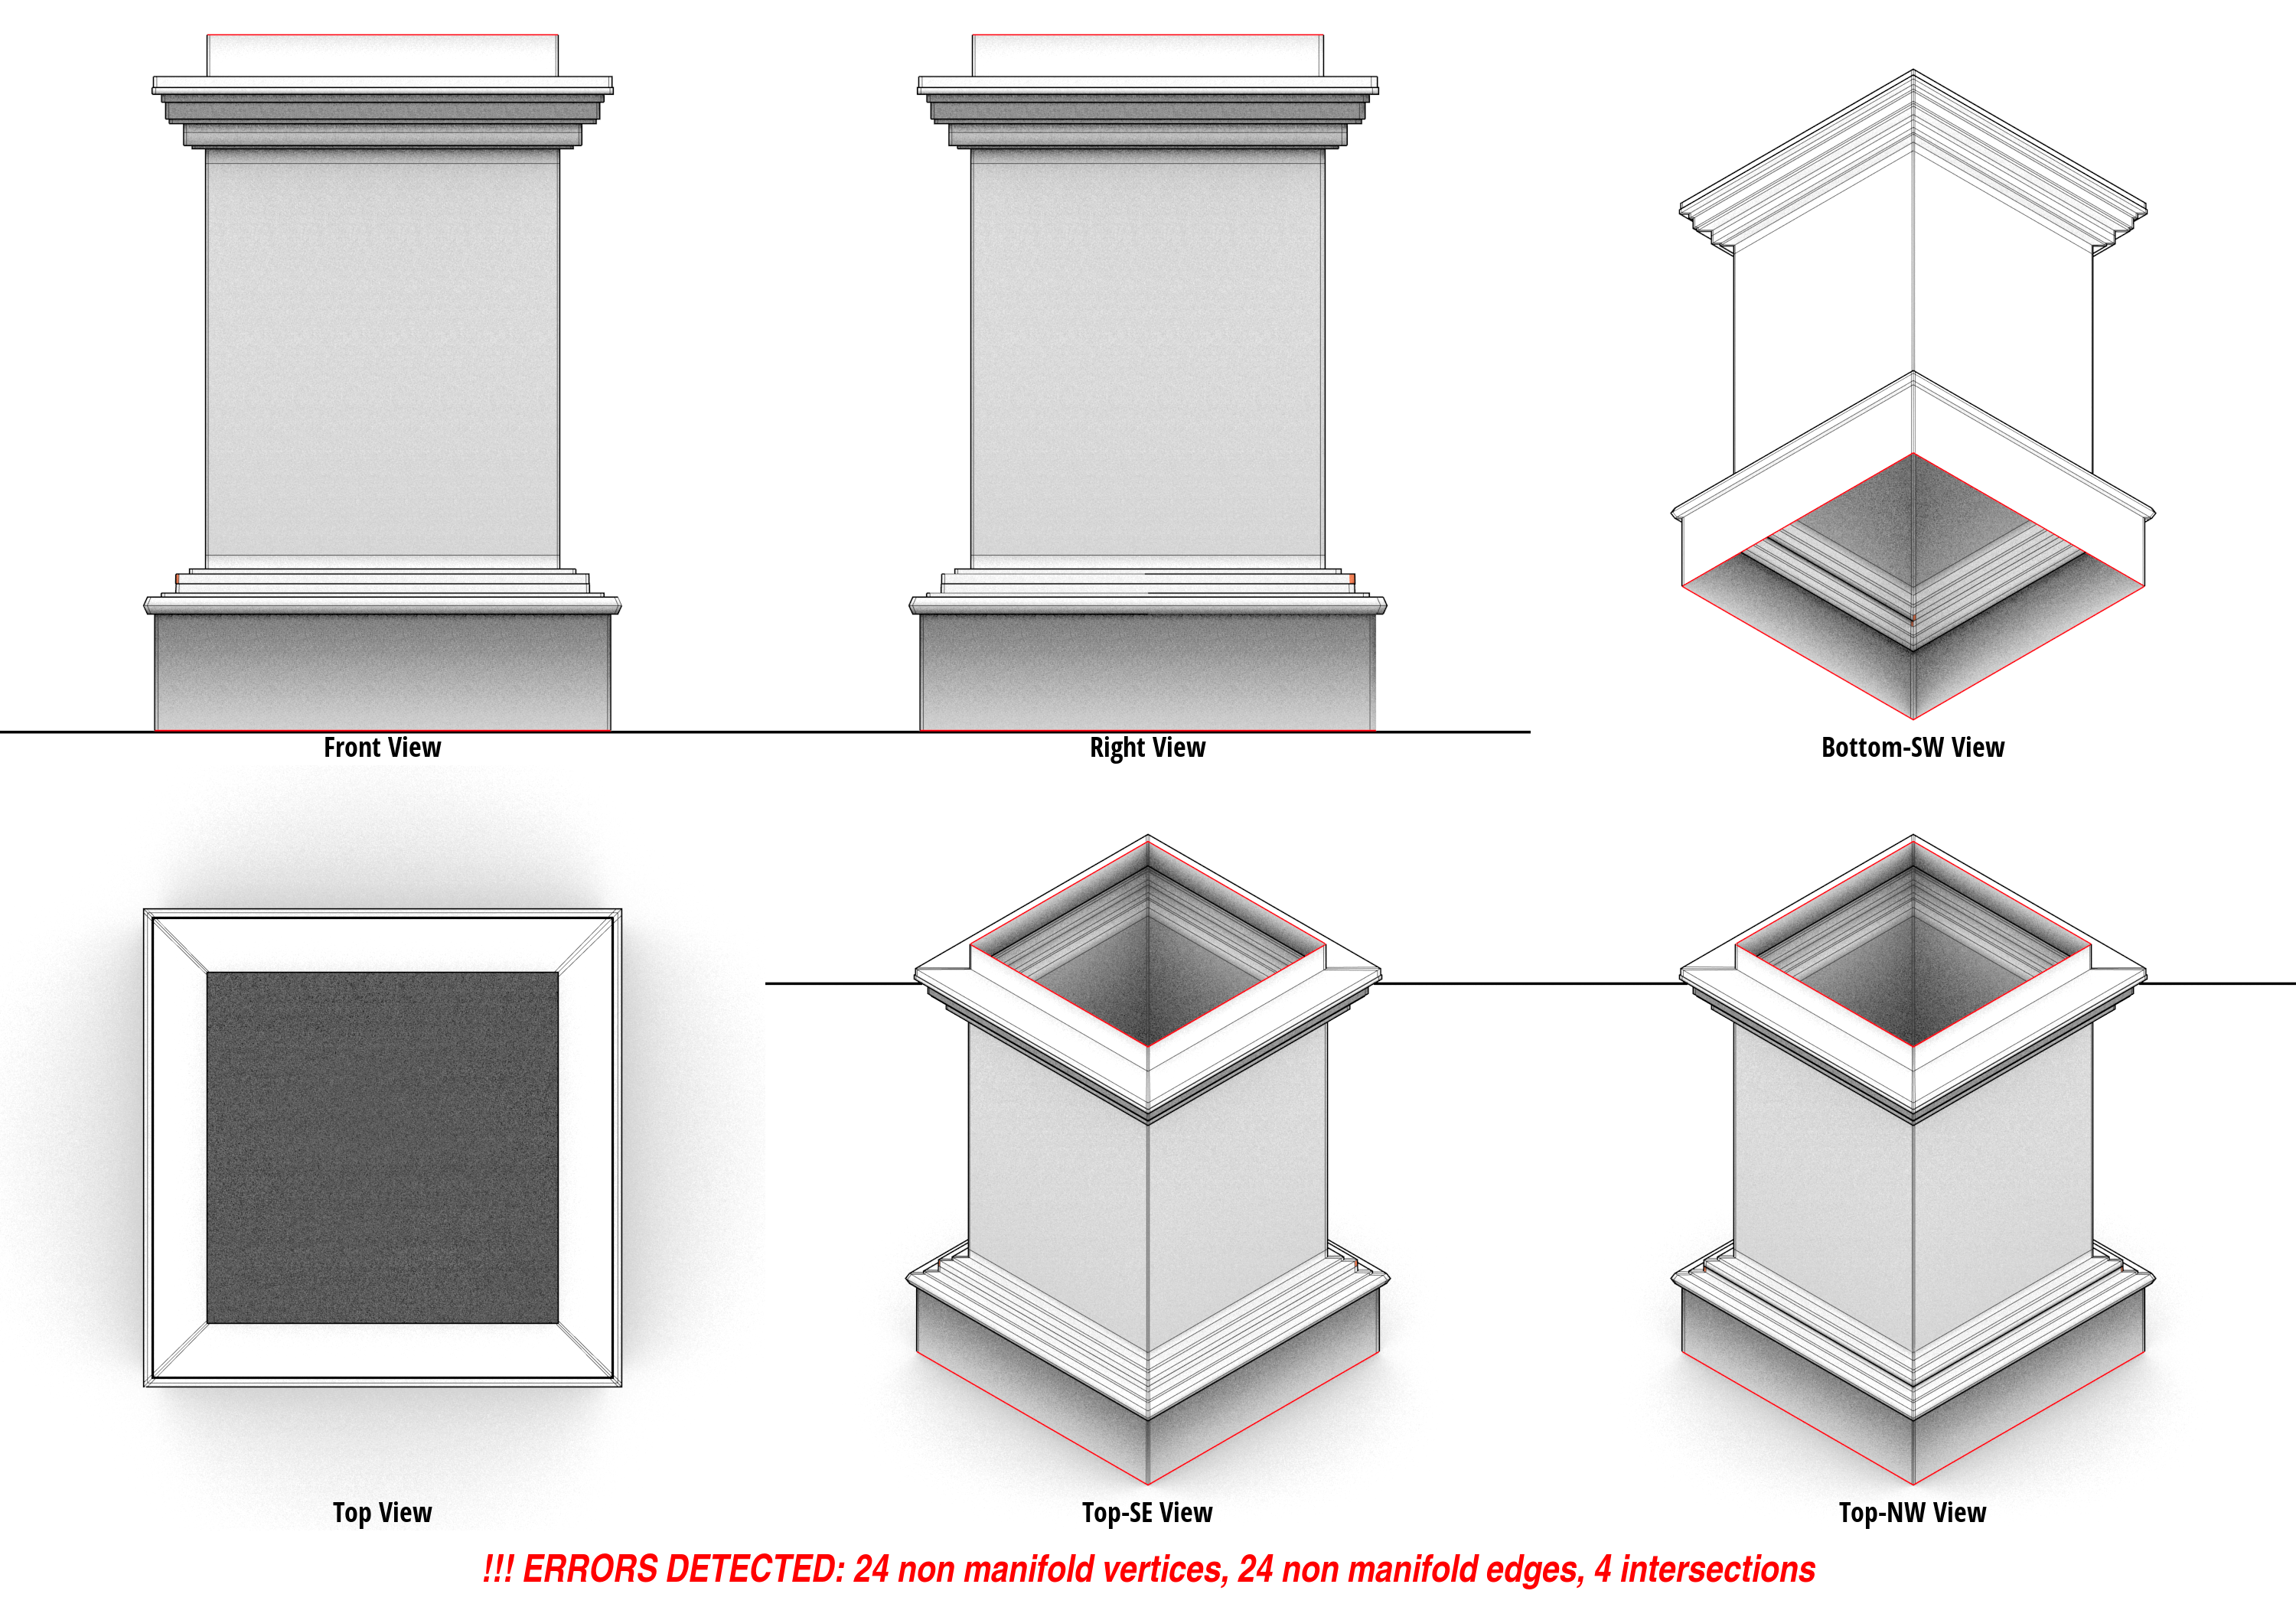 Front View
Right View
Bottom-SW View
Top View
Top-SE View
Top-NW View
!!! ERRORS DETECTED: 24 non manifold vertices, 24 non manifold edges, 4 intersections